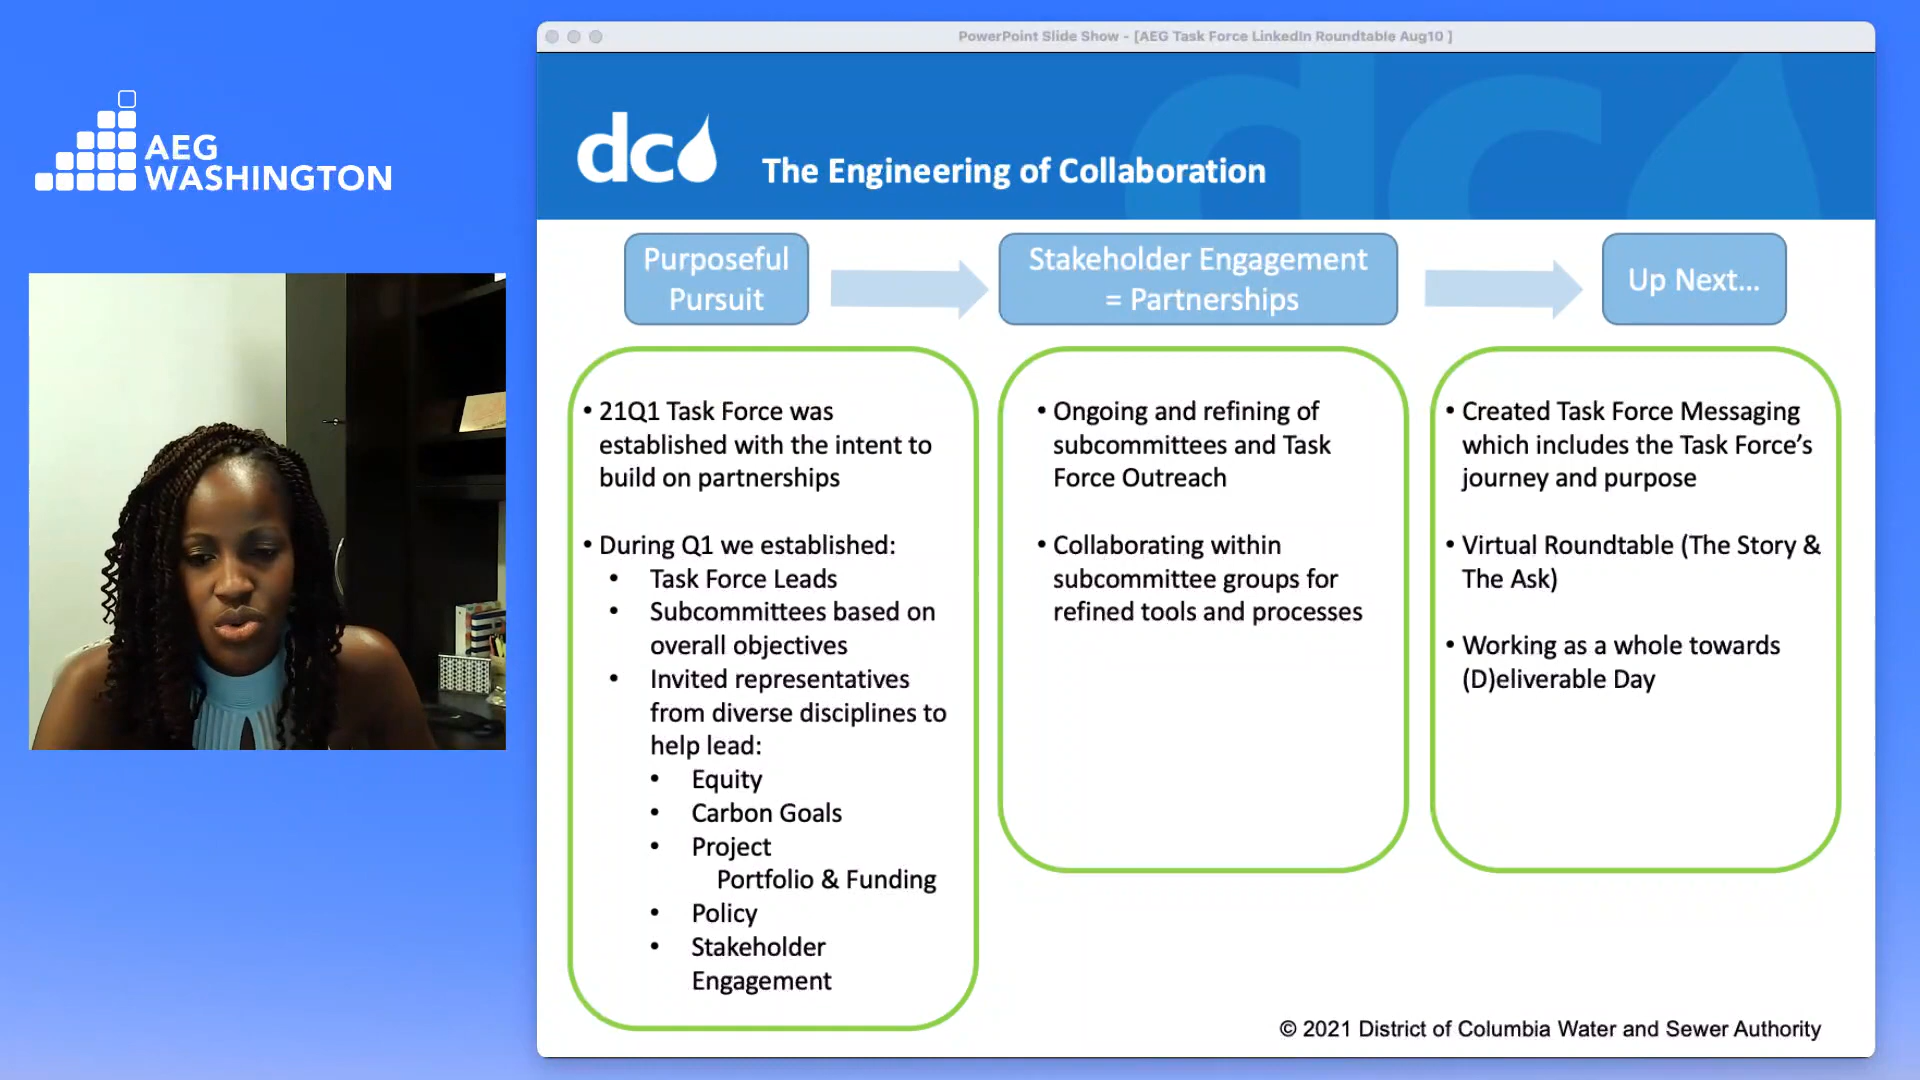 AEG
WASHINGTON
PowerPoint Slide Show - [AEG Task Force LinkedIn Roundtable Aug10 ]
dc
The Engineering of Collaboration
Purposeful
Pursuit
Stakeholder Engagement
= Partnerships
Up Next...
• 21Q1 Task Force was
established with the intent to
build on partnerships
• During Q1 we established:
• Task Force Leads
• Subcommittees based on
overall objectives
• Invited representatives
from diverse disciplines to
help lead:
• Equity
• Carbon Goals
• Project
Portfolio & Funding
• Policy
• Stakeholder
Engagement
• Ongoing and refining of
subcommittees and Task
Force Outreach
• Collaborating within
subcommittee groups for
refined tools and processes
• Created Task Force Messaging
which includes the Task Force’s
journey and purpose
• Virtual Roundtable (The Story &
The Ask)
• Working as a whole towards
(D)eliverable Day
© 2021 District of Columbia Water and Sewer Authority